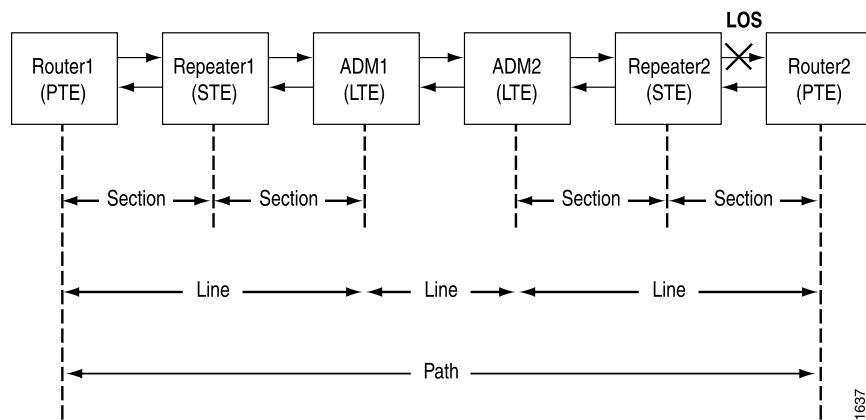 LOS
Router1
(PTE)
Repeater1
(STE)
ADM1
(LTE)
ADM2
(LTE)
Repeater2
(STE)
Router2
(PTE)
Section
Section
Section
Section
Line
Line
Line
Path
1637